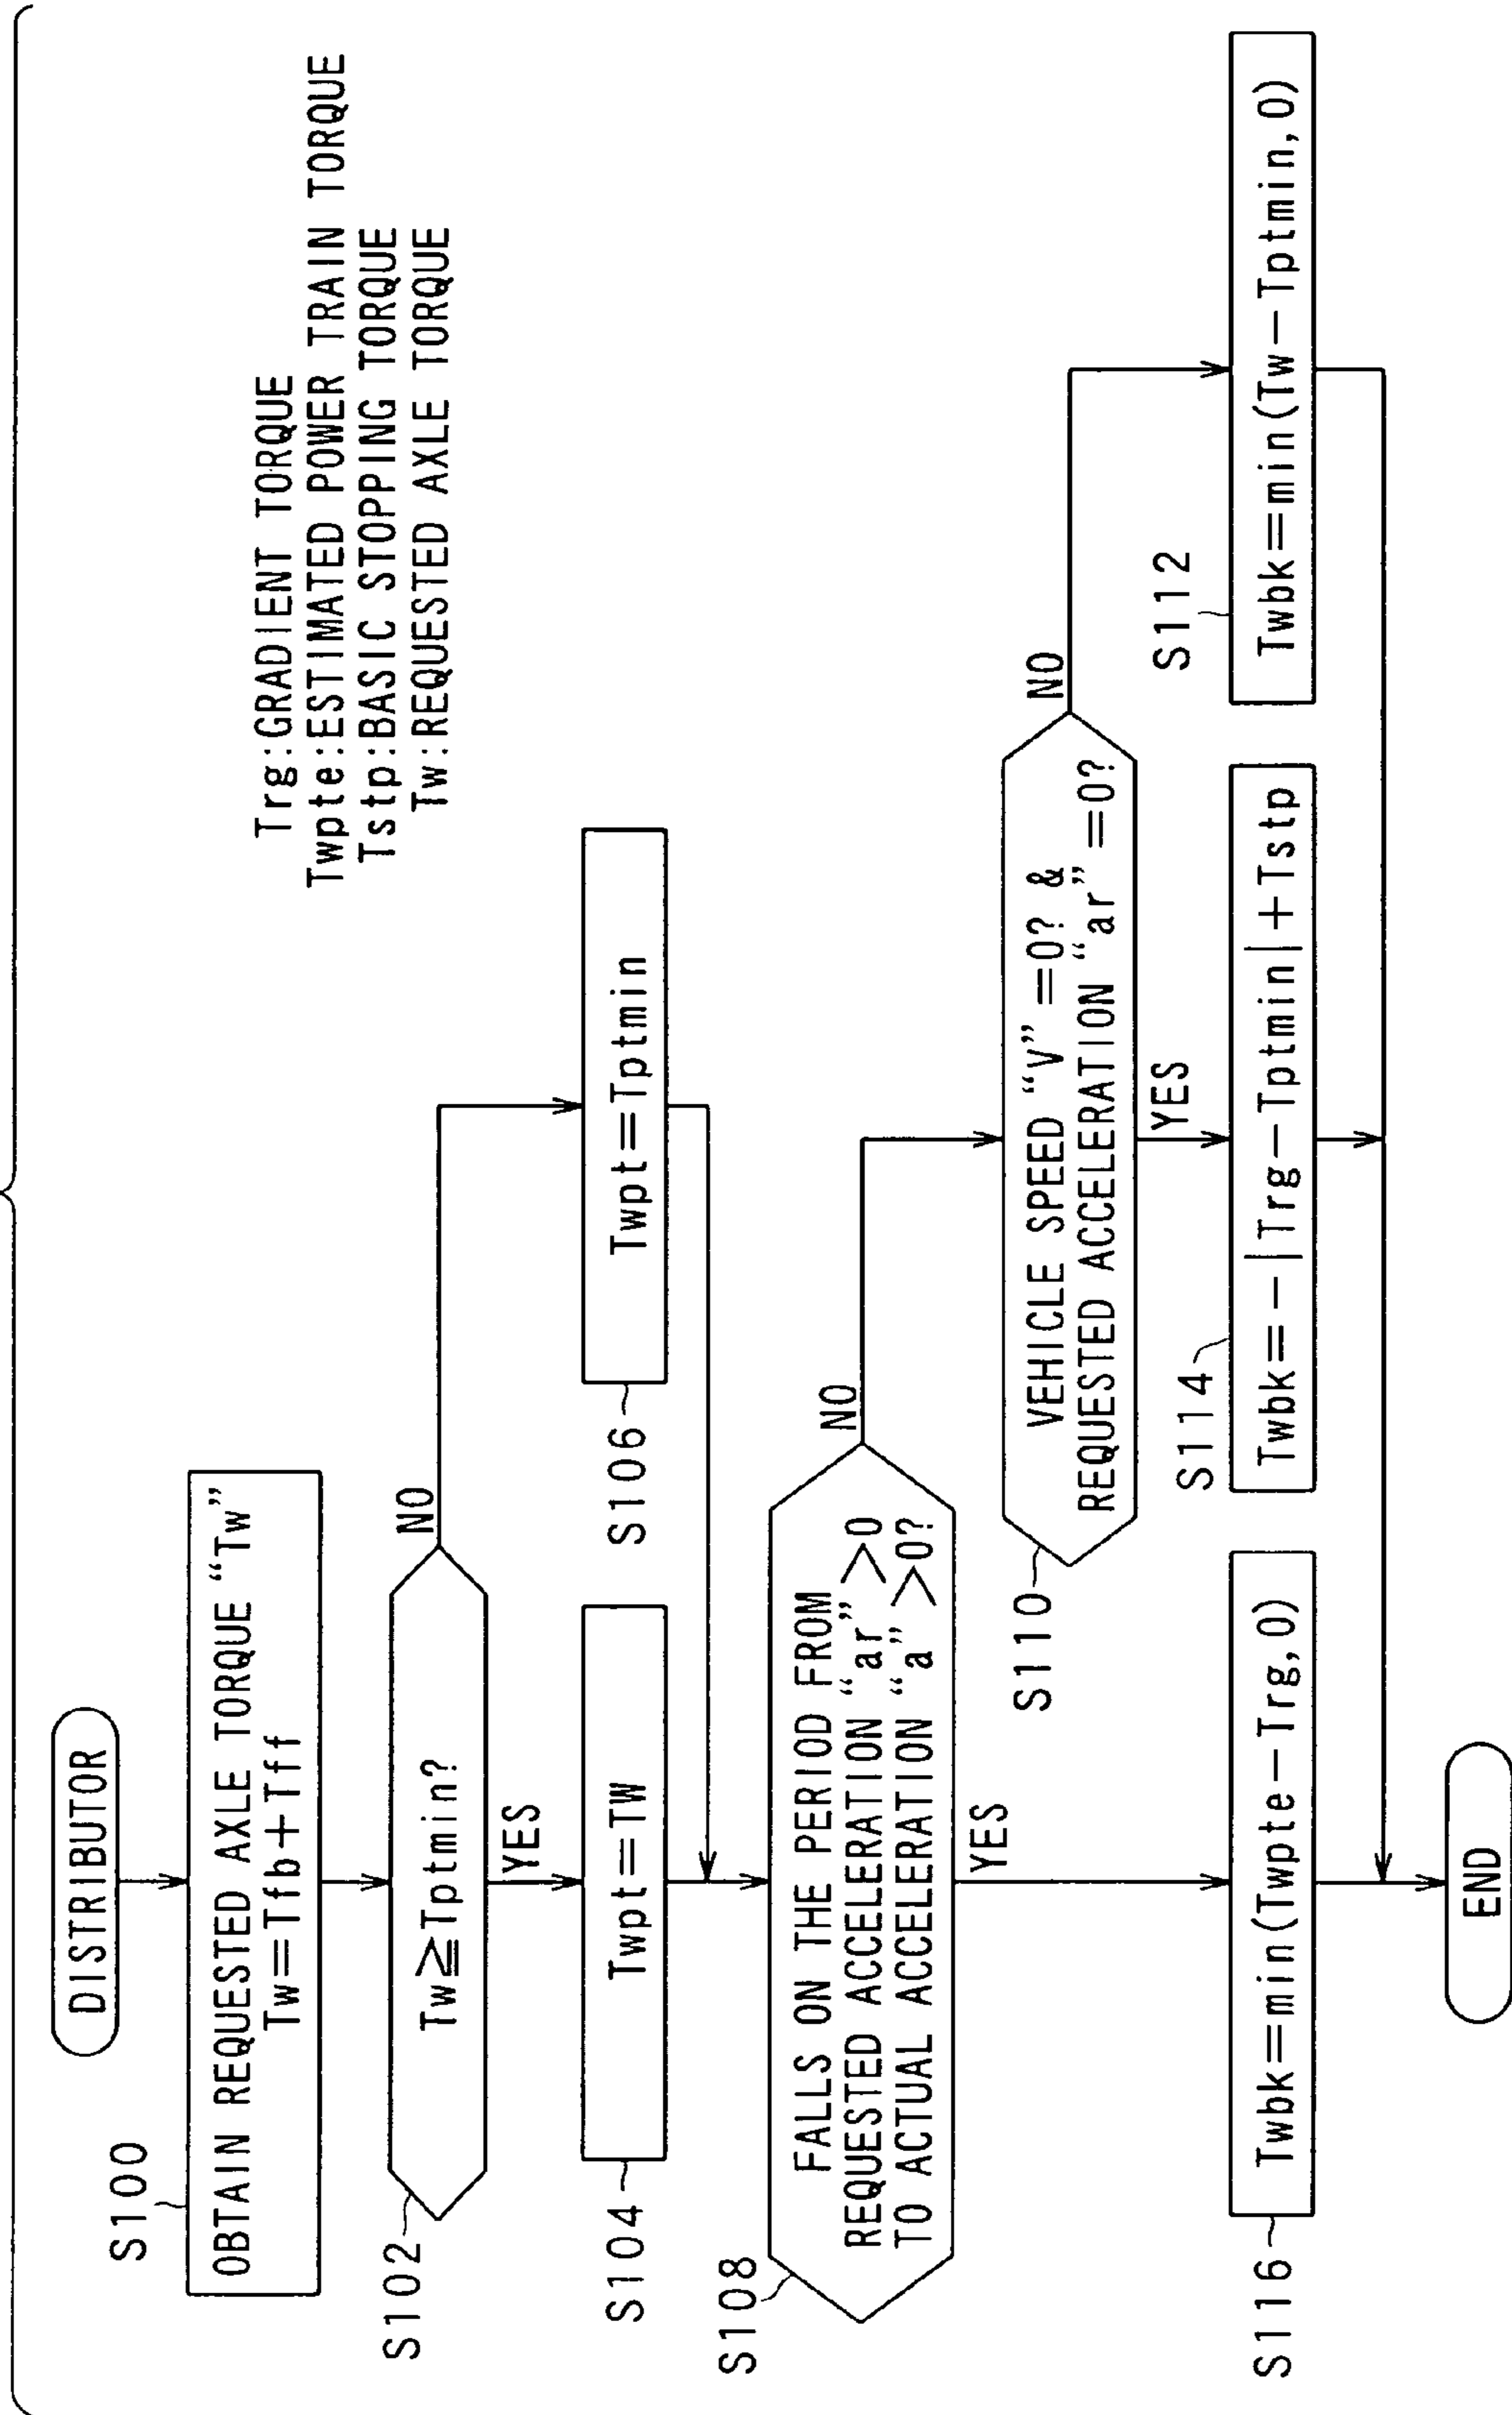 DISTRIBUTOR
S100
OBTAIN REQUESTED AXLE TORQUE “Tw”
Tw=Tfb+Tff
Trg:GRADIENT TORQUE
Twpte:ESTIMATED POWER TRAIN TORQUE
Tstp:BASIC STOPPING TORQUE
Tw:REQUESTED AXLE TORQUE
S102
Tw≧Tptmin?
NO
YES
S104
Twpt=TW
S106
Twpt=Tptmin
S108
FALLS ON THE PERIOD FROM
REQUESTED ACCELERATION “ar” >0
TO ACTUAL ACCELERATION “a” >0?
NO
YES
S110
VEHICLE SPEED “V” =0? &
REQUESTED ACCELERATION “ar” =0?
NO
YES
S116
Twbk=min(Twpte−Trg,0)
S114
Twbk=−|Trg−Tptmin|+Tstp
S112
Twbk=min(Tw−Tptmin,0)
END